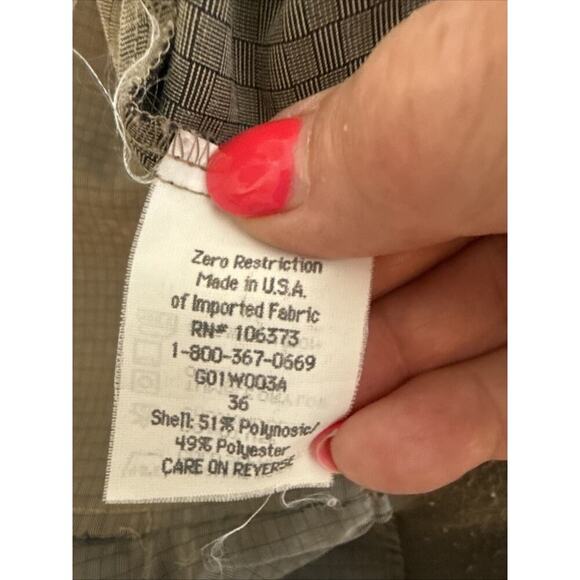 Zero Restriction
Made in U.S.A.
of Imported Fabric
RN# 106373
1-800-367-0669
G01W003A
36
Shell: 51% Polynosic/
49% Polyester
CARE ON REVERSE